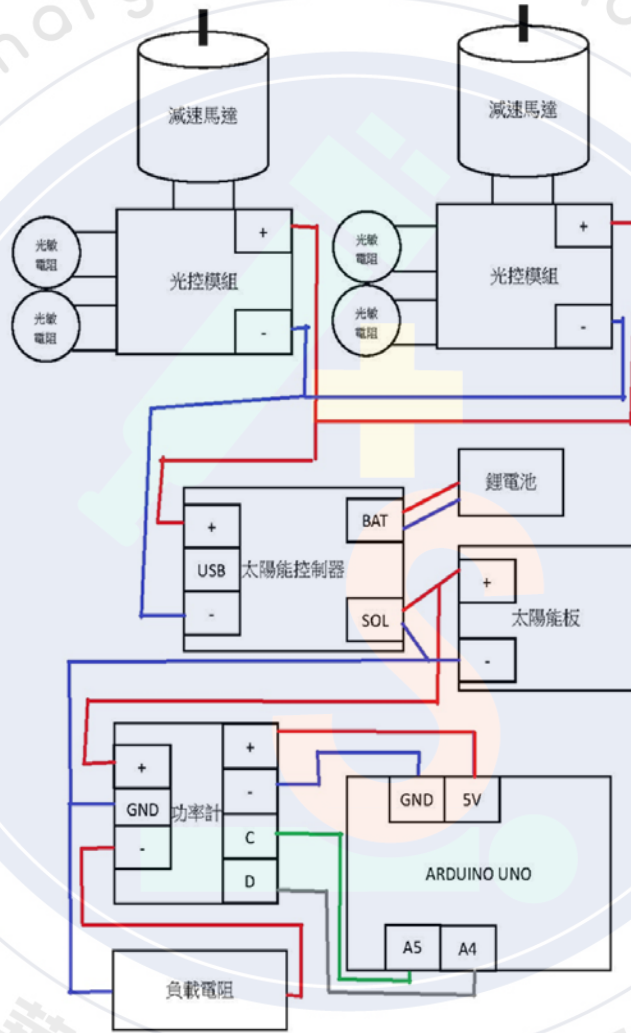 減速馬達
減速馬達
光敏
電阻
光敏
電阻
光控模組
+
-
光敏
電阻
光敏
電阻
光控模組
+
-
+
USB
-
太陽能控制器
BAT
SOL
鋰電池
+
-
太陽能板
+
GND
-
功率計
+
-
C
D
GND
5V
ARDUINO UNO
A5
A4
負載電阻